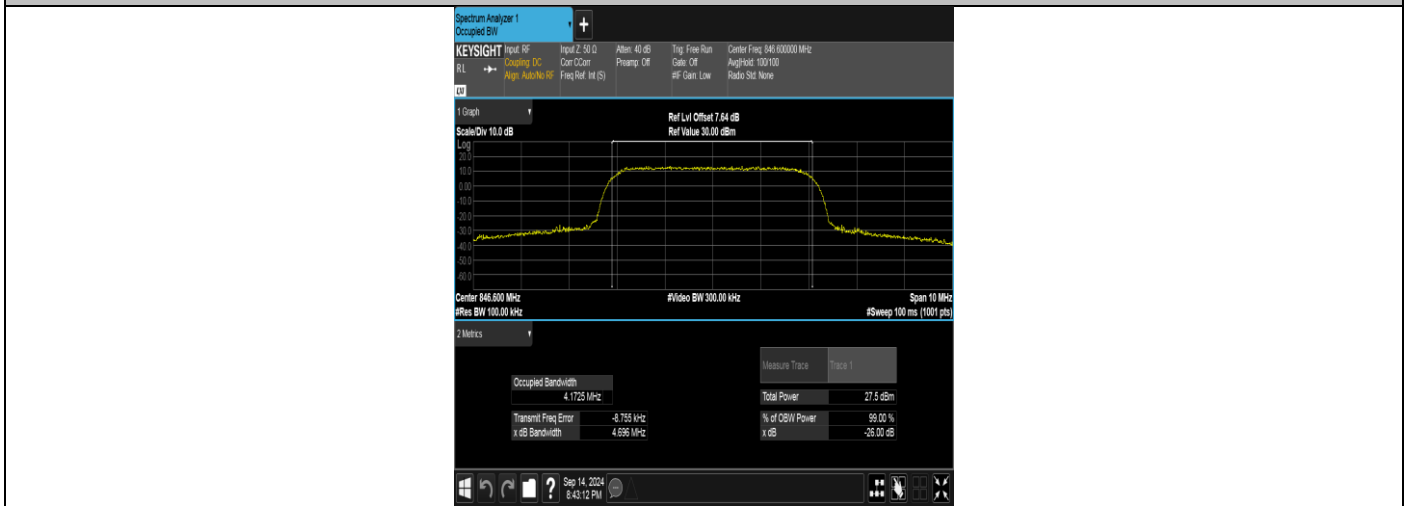 Spectrum Analyzer 1
Occupied BW
+
KEYSIGHT Input: RF Input Z: 50 Ω Atten: 40 dB Trig: Free Run Center Freq: 846.600000 MHz
RL Coupling: DC Corr CCorr Preamp: Off Gate: Off Avg|Hold: 100/100
Align: Auto/No RF Freq Ref: Int (S) #IF Gain: Low Radio Std: None
1 Graph
Ref Lvl Offset 7.64 dB
Scale/Div 10.0 dB Ref Value 30.00 dBm
Log
20.0
10.0
0.00
-10.0
-20.0
-30.0
-40.0
-50.0
-60.0
Center 846.600 MHz #Video BW 300.00 kHz Span 10 MHz
#Res BW 100.00 kHz #Sweep 100 ms (1001 pts)
2 Metrics
Measure Trace Trace 1
Occupied Bandwidth
4.1725 MHz Total Power 27.5 dBm
Transmit Freq Error -8.755 kHz % of OBW Power 99.00 %
x dB Bandwidth 4.696 MHz x dB -26.00 dB
? Sep 14, 2024
8:43:12 PM